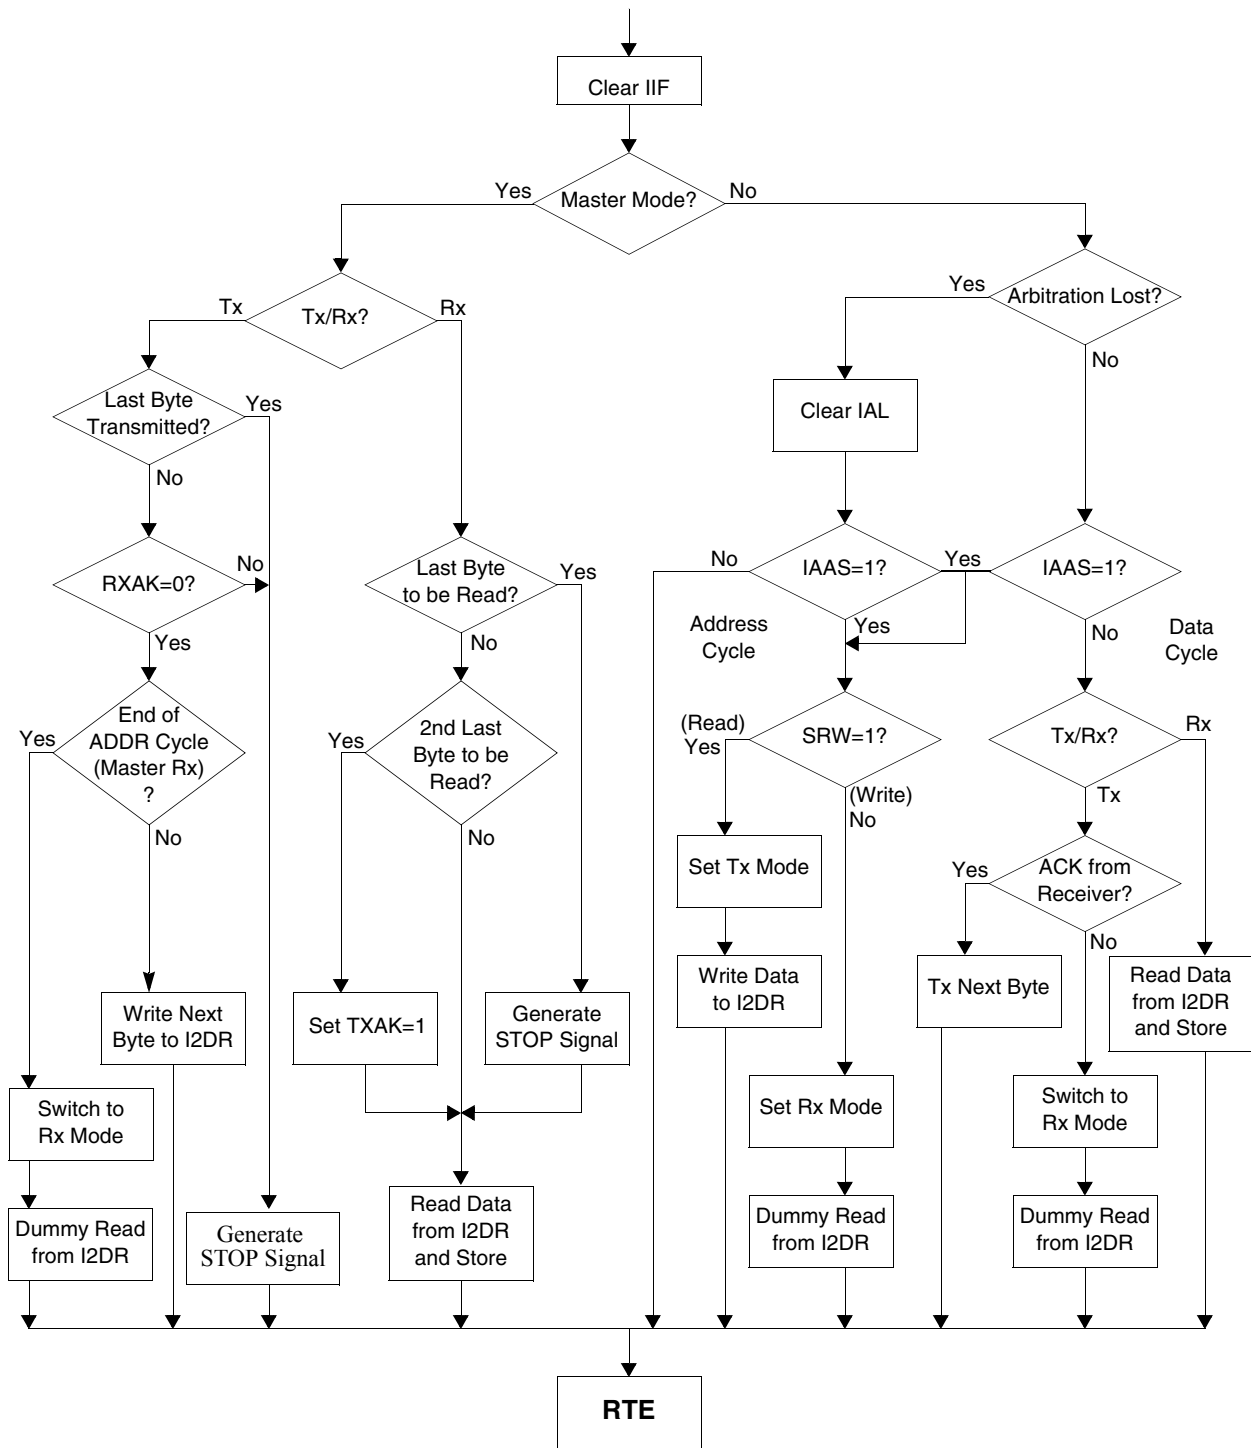 Clear IIF
Yes
No
Master Mode?
Yes
Arbitration Lost?
Tx
Tx/Rx?
Rx
No
Last Byte
Transmitted?
Yes
Clear IAL
No
RXAK=0?
No
Last Byte
to be Read?
Yes
No
IAAS=1?
Yes
IAAS=1?
Yes
No
Address
Cycle
Yes
No
Data
Cycle
End of
ADDR Cycle
(Master Rx)
?
Yes
No
2nd Last
Byte to be
Read?
Yes
No
(Read)
Yes
SRW=1?
(Write)
No
Tx/Rx?
Rx
Tx
Set Tx Mode
Yes
ACK from
Receiver?
No
Write Next
Byte to I2DR
Set TXAK=1
Generate
STOP Signal
Write Data
to I2DR
Tx Next Byte
Read Data
from I2DR
and Store
Switch to
Rx Mode
Set Rx Mode
Switch to
Rx Mode
Dummy Read
from I2DR
Generate
STOP Signal
Read Data
from I2DR
and Store
Dummy Read
from I2DR
Dummy Read
from I2DR
RTE